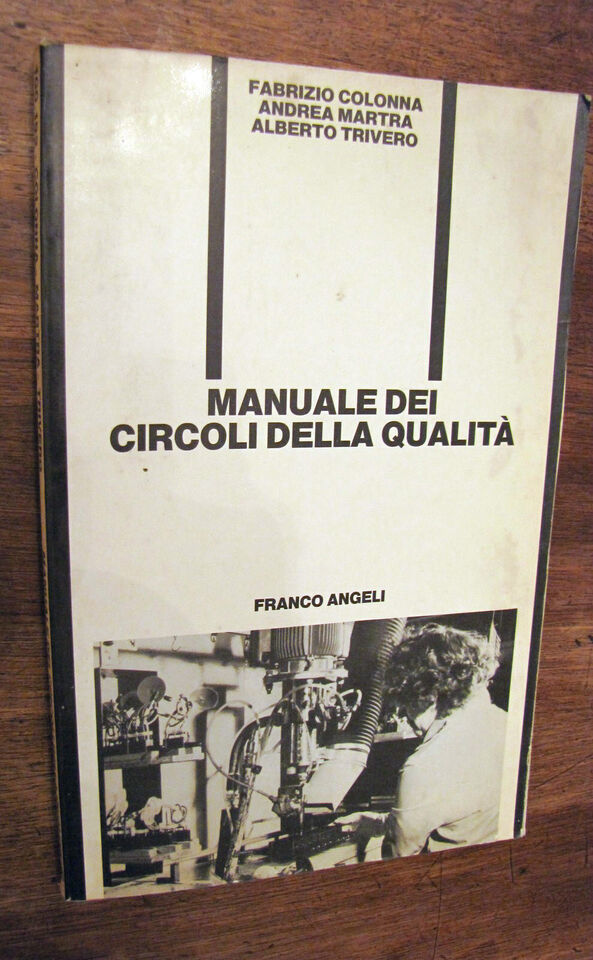 FABRIZIO COLONNA
ANDREA MARTRA
ALBERTO TRIVERO
MANUALE DEI
CIRCOLI DELLA QUALITÀ
FRANCO ANGELI